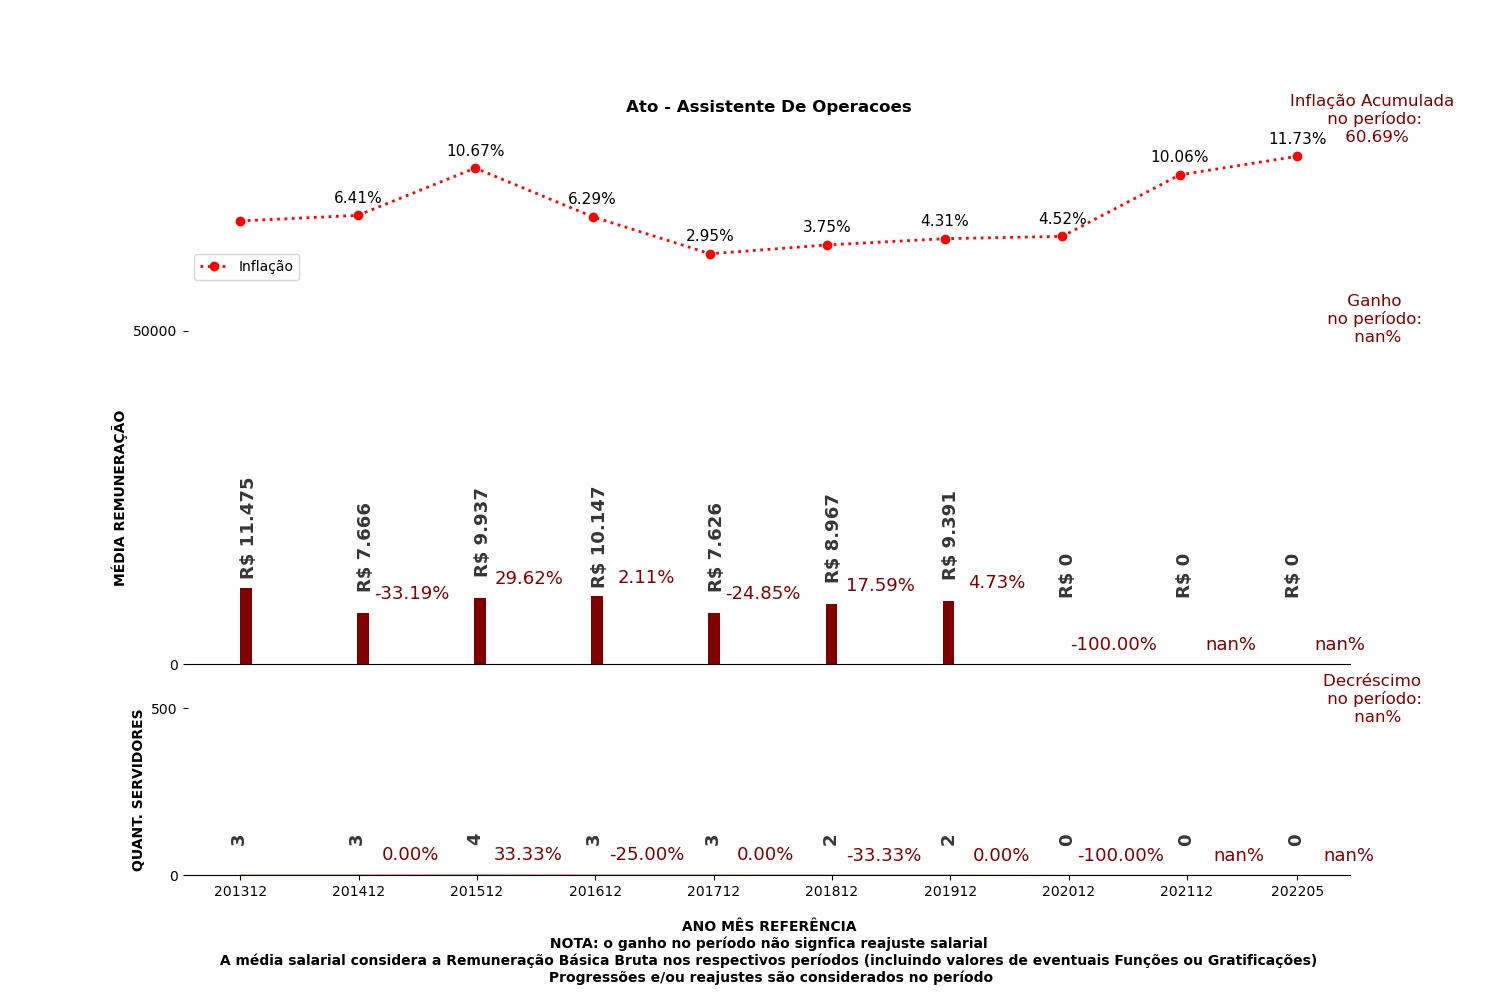 Ato - Assistente De Operacoes
Inflação Acumulada
no período:
60.69%
6.41%
10.67%
6.29%
2.95%
3.75%
4.31%
4.52%
10.06%
11.73%
Inflação
Ganho
no período:
nan%
50000
0
MÉDIA REMUNERAÇÃO
R$ 11.475
R$ 7.666
R$ 9.937
R$ 10.147
R$ 7.626
R$ 8.967
R$ 9.391
R$ 0
R$ 0
R$ 0
-33.19%
29.62%
2.11%
-24.85%
17.59%
4.73%
-100.00%
nan%
nan%
Decréscimo
no período:
nan%
500
0
QUANT. SERVIDORES
3
3
4
3
3
2
2
0
0
0
0.00%
33.33%
-25.00%
0.00%
-33.33%
0.00%
-100.00%
nan%
nan%
201312
201412
201512
201612
201712
201812
201912
202012
202112
202205
ANO MÊS REFERÊNCIA
NOTA: o ganho no período não signfica reajuste salarial
A média salarial considera a Remuneração Básica Bruta nos respectivos períodos (incluindo valores de eventuais Funções ou Gratificações)
Progressões e/ou reajustes são considerados no período